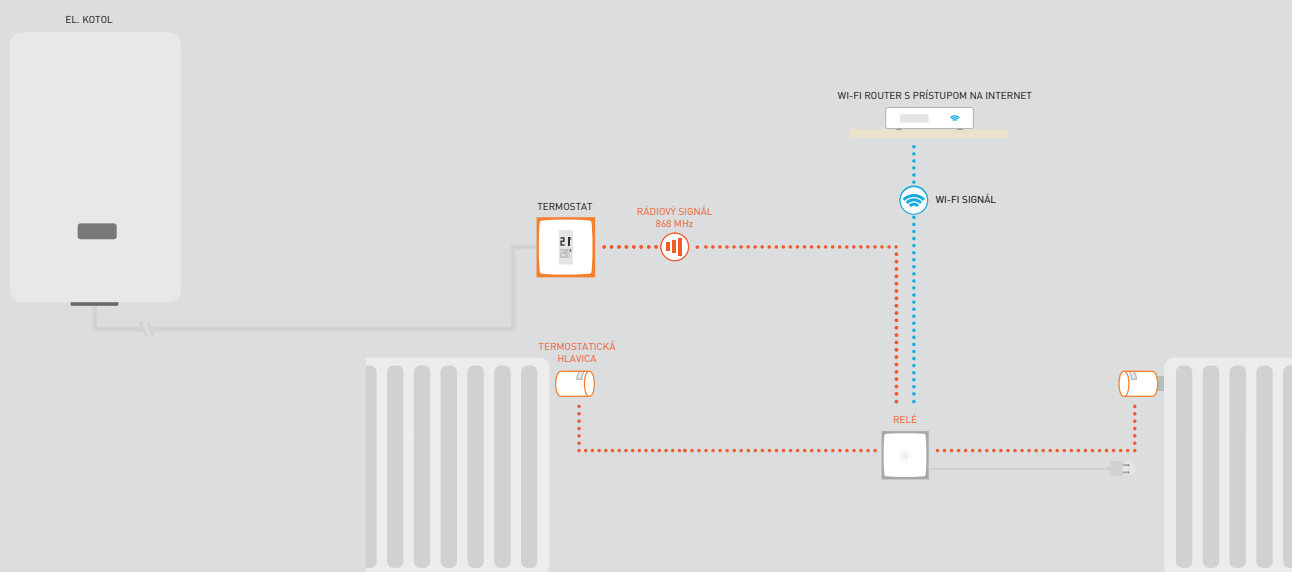 EL. KOTOL
WI-FI ROUTER S PRÍSTUPOM NA INTERNET
WI-FI SIGNÁL
TERMOSTAT
RÁDIOVÝ SIGNÁL
868 MHz
TERMOSTATICKÁ
HLAVICA
RELÉ